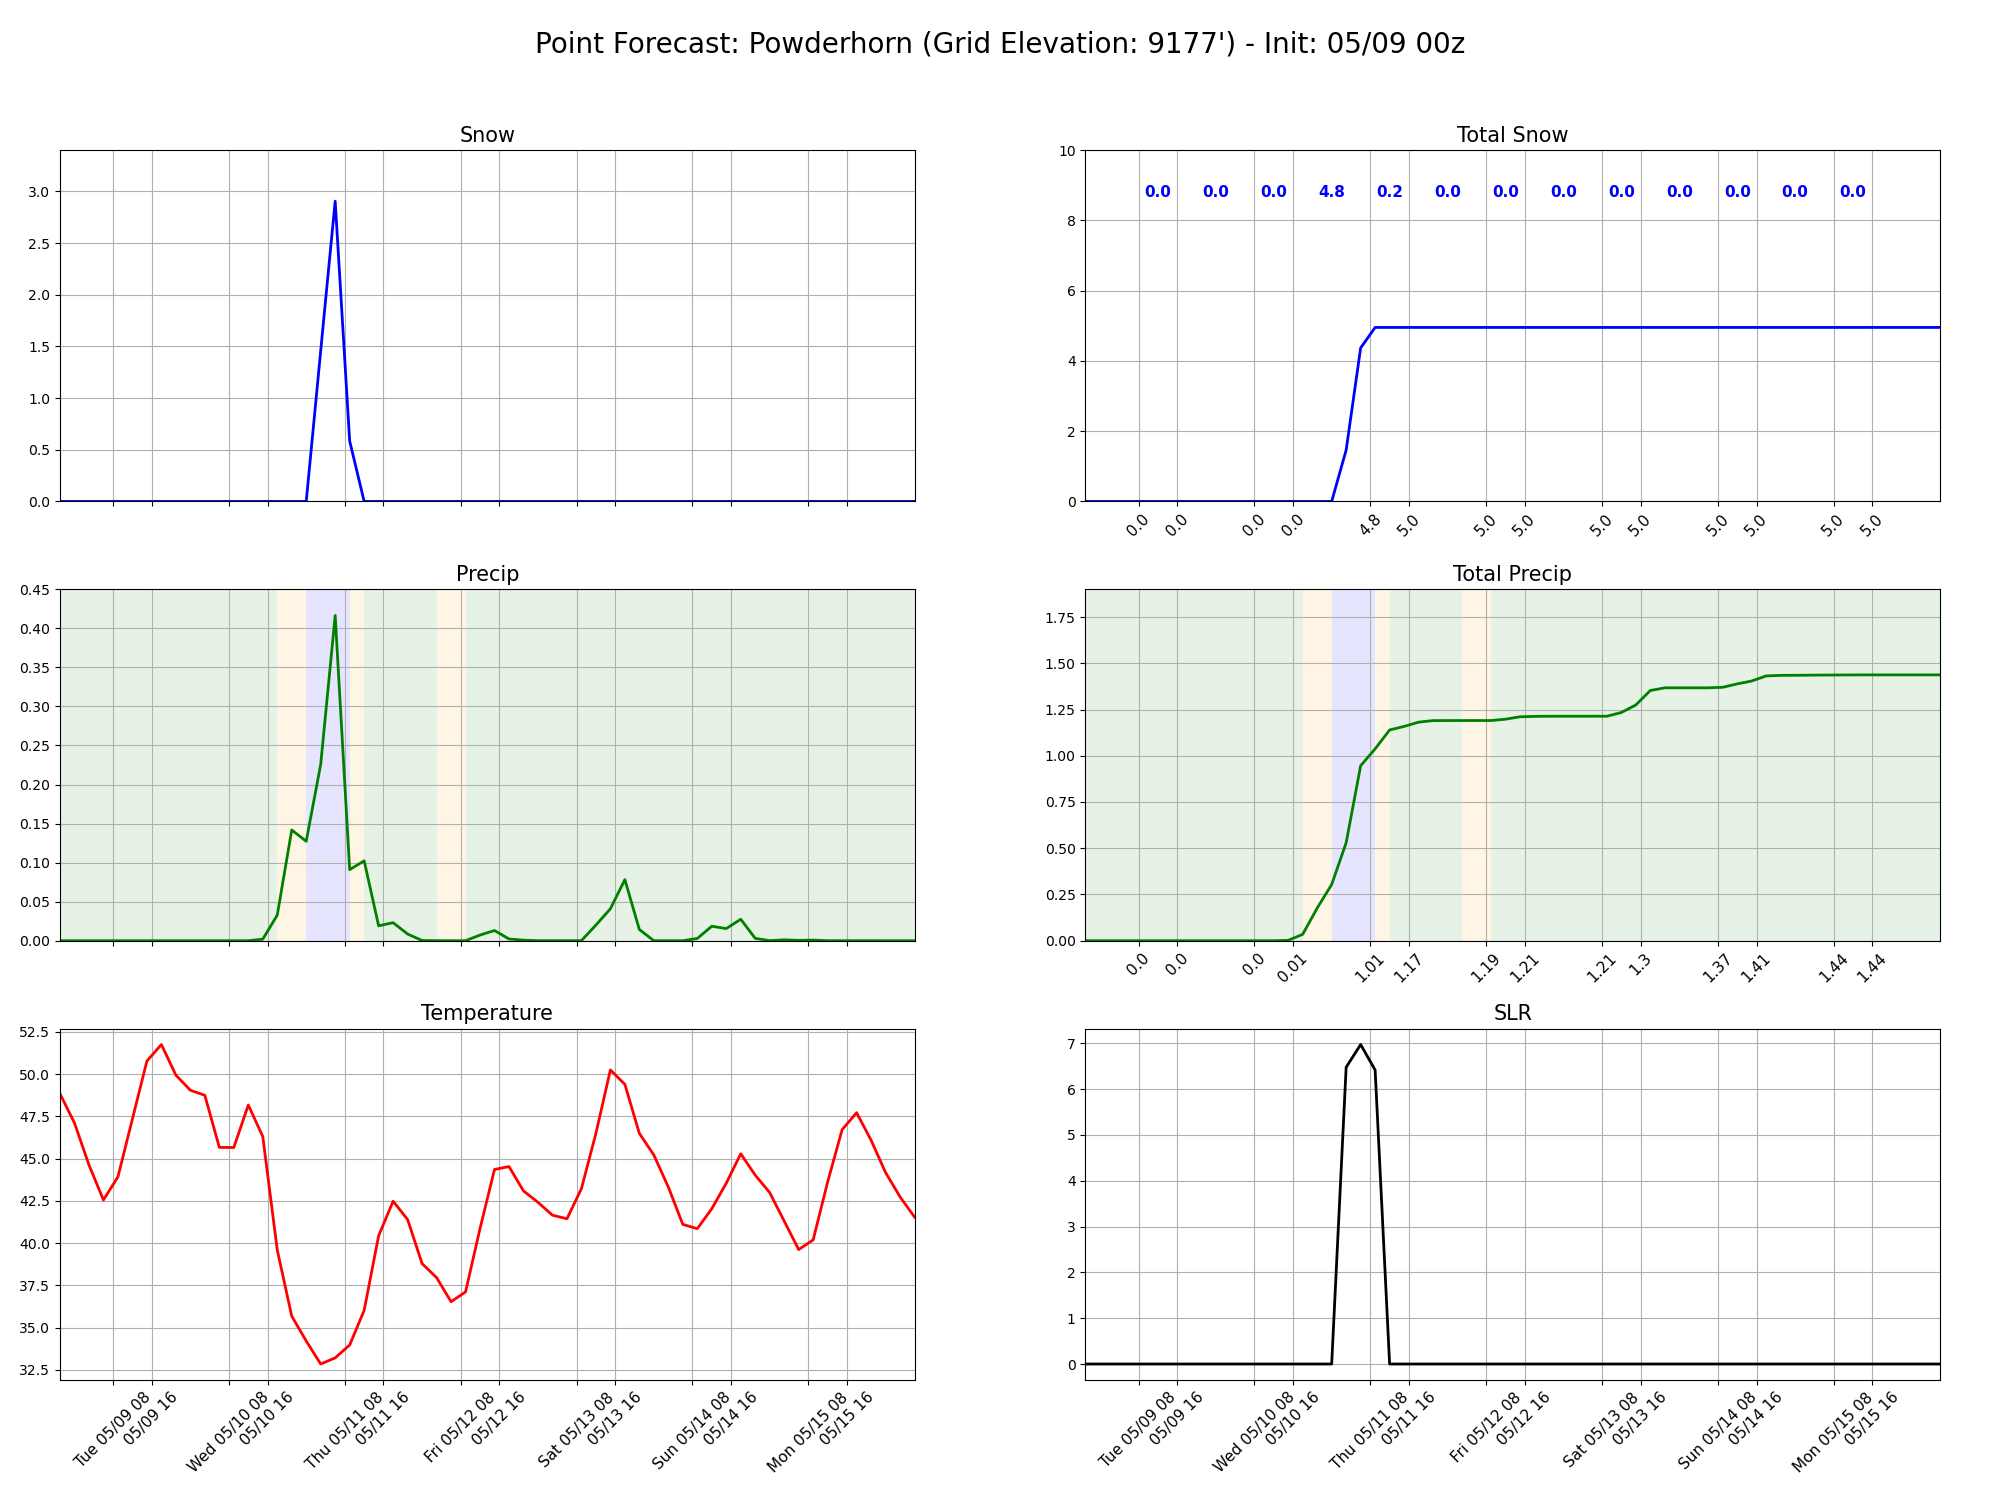 Point Forecast: Powderhorn (Grid Elevation: 9177') - Init: 05/09 00z
Snow
3.0
2.5
2.0
1.5
1.0
0.5
0.0
Total Snow
10
8
6
4
2
0
0.0 0.0 0.0 4.8 0.2 0.0 0.0 0.0 0.0 0.0 0.0 0.0 0.0
0.0 0.0 0.0 0.0 4.8 5.0 5.0 5.0 5.0 5.0 5.0 5.0 5.0 5.0
Precip
0.45
0.40
0.35
0.30
0.25
0.20
0.15
0.10
0.05
0.00
Total Precip
1.75
1.50
1.25
1.00
0.75
0.50
0.25
0.00
0.0 0.0 0.0 0.01 1.01 1.17 1.19 1.21 1.21 1.3 1.37 1.41 1.44 1.44
Temperature
52.5
50.0
47.5
45.0
42.5
40.0
37.5
35.0
32.5
Tue 05/09 08
05/09 16
Wed 05/10 08
05/10 16
Thu 05/11 08
05/11 16
Fri 05/12 08
05/12 16
Sat 05/13 08
05/13 16
Sun 05/14 08
05/14 16
Mon 05/15 08
05/15 16
SLR
7
6
5
4
3
2
1
0
Tue 05/09 08
05/09 16
Wed 05/10 08
05/10 16
Thu 05/11 08
05/11 16
Fri 05/12 08
05/12 16
Sat 05/13 08
05/13 16
Sun 05/14 08
05/14 16
Mon 05/15 08
05/15 16